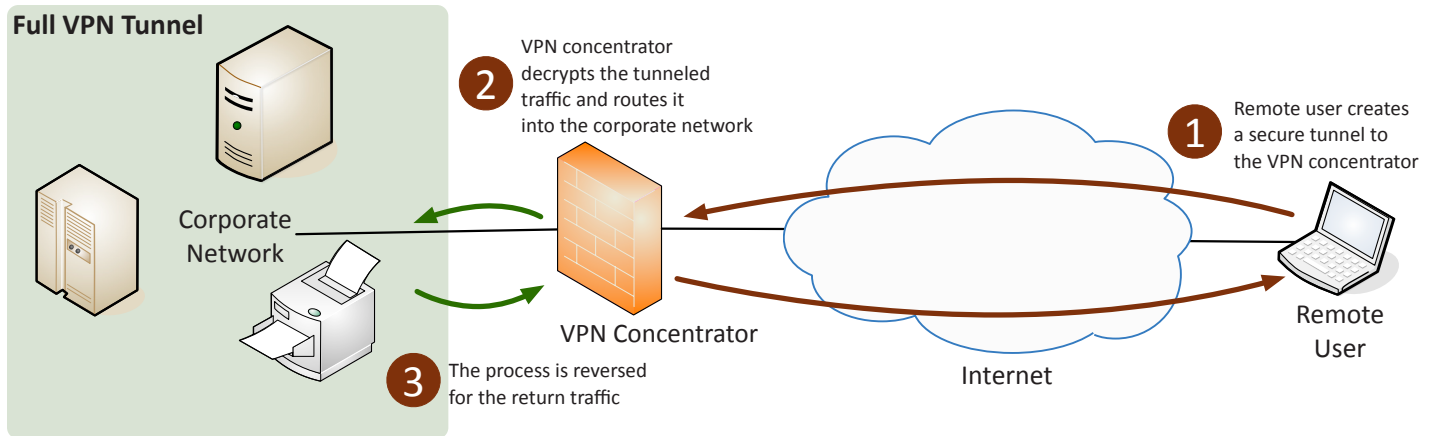 Full VPN Tunnel
2
VPN concentrator
decrypts the tunneled
traffic and routes it
into the corporate network
1
Remote user creates
a secure tunnel to
the VPN concentrator
Corporate
Network
VPN Concentrator
Internet
Remote
User
3
The process is reversed
for the return traffic